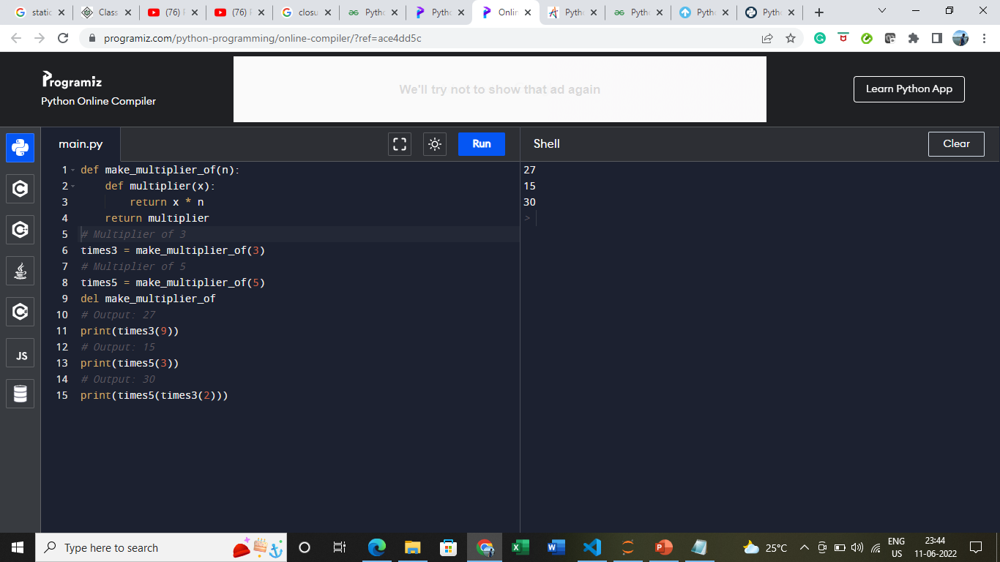 static
Class
(76)
(76)
closu
Pytho
Pytho
Onlin
Pytho
Pytho
Pytho
Pytho
programiz.com/python-programming/online-compiler/?ref=ace4dd5c
Programiz
Python Online Compiler
We'll try not to show that ad again
Learn Python App
main.py
Run
Shell
Clear
1 def make_multiplier_of(n):
2 def multiplier(x):
3 return x * n
4 return multiplier
5 # Multiplier of 3
6 times3 = make_multiplier_of(3)
7 # Multiplier of 5
8 times5 = make_multiplier_of(5)
9 del make_multiplier_of
10 # Output: 27
11 print(times3(9))
12 # Output: 15
13 print(times5(3))
14 # Output: 30
15 print(times5(times3(2)))
27
15
30
>
JS
Type here to search
25°C
ENG
US
23:44
11-06-2022